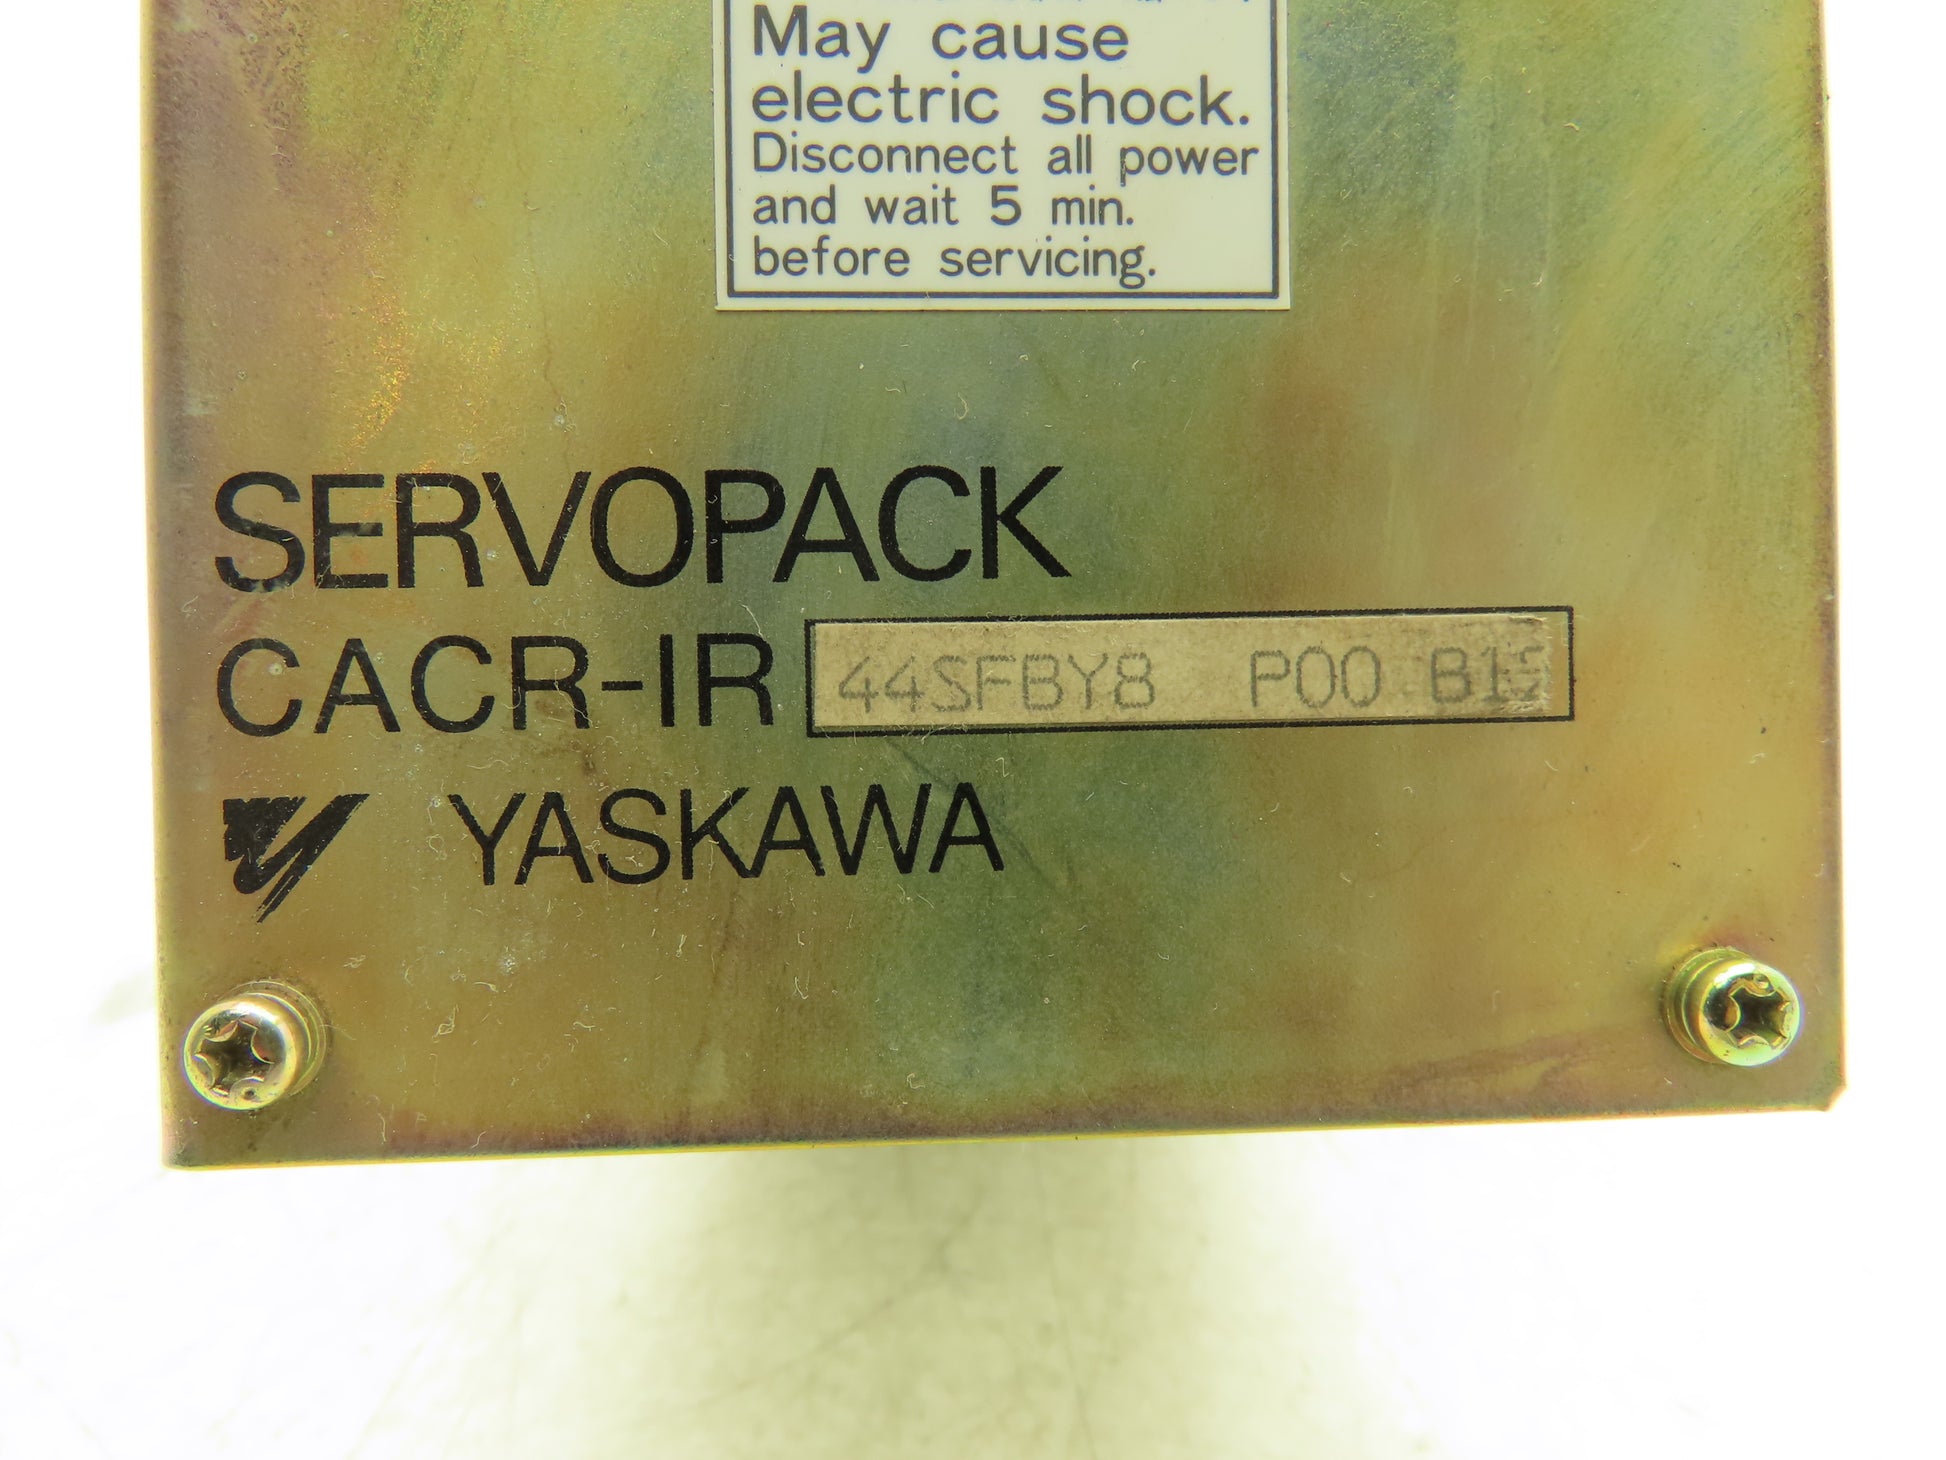 May cause
electric shock.
Disconnect all power
and wait 5 min.
before servicing.
SERVOPACK
CACR-IR 44SFBY8 P00
YASKAWA